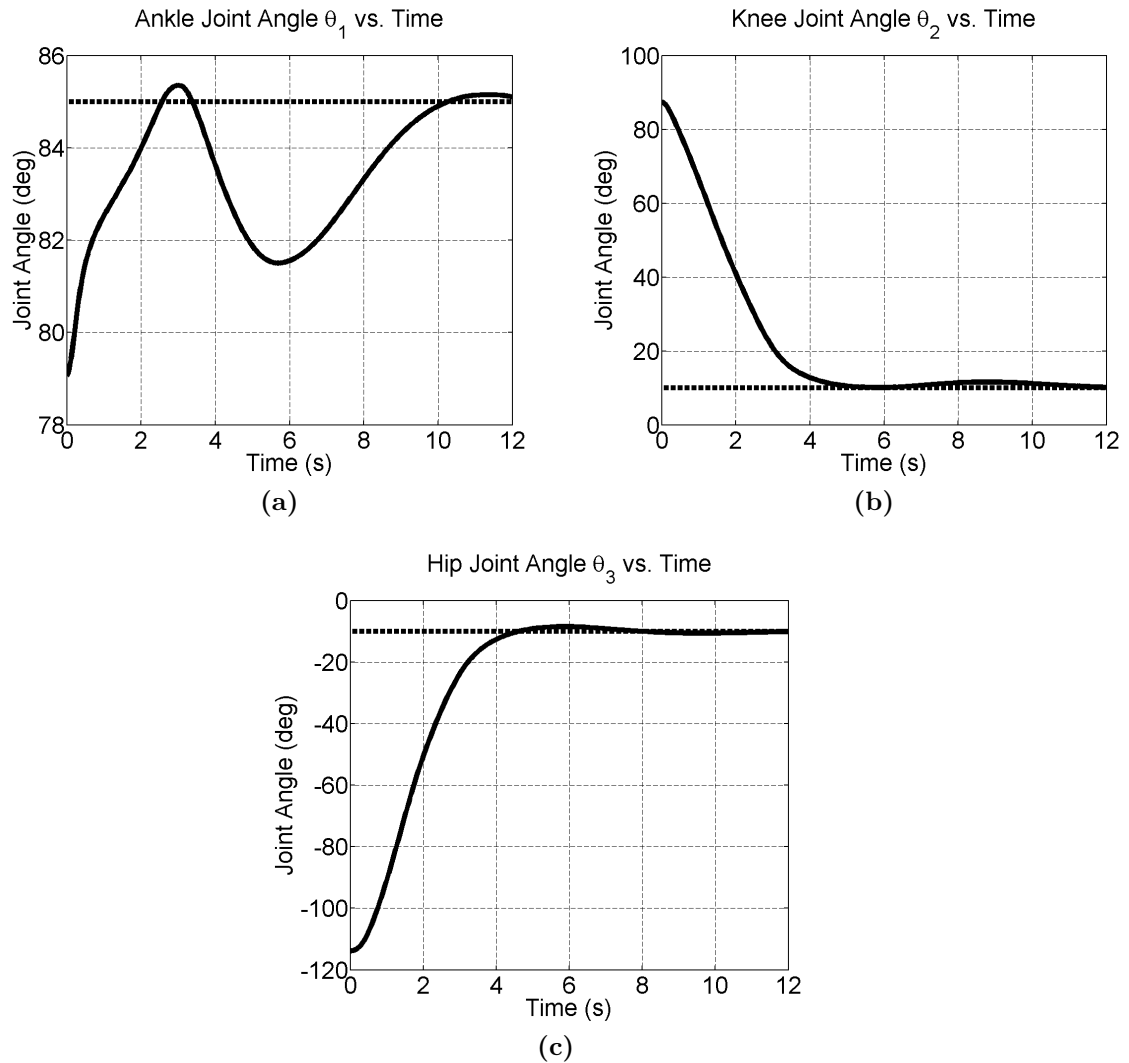 Ankle Joint Angle θ1 vs. Time
Joint Angle (deg)
86
84
82
80
78
0 2 4 6 8 10 12
Time (s)
(a)
Knee Joint Angle θ2 vs. Time
Joint Angle (deg)
100
80
60
40
20
0
0 2 4 6 8 10 12
Time (s)
(b)
Hip Joint Angle θ3 vs. Time
Joint Angle (deg)
0
-20
-40
-60
-80
-100
-120
0 2 4 6 8 10 12
Time (s)
(c)